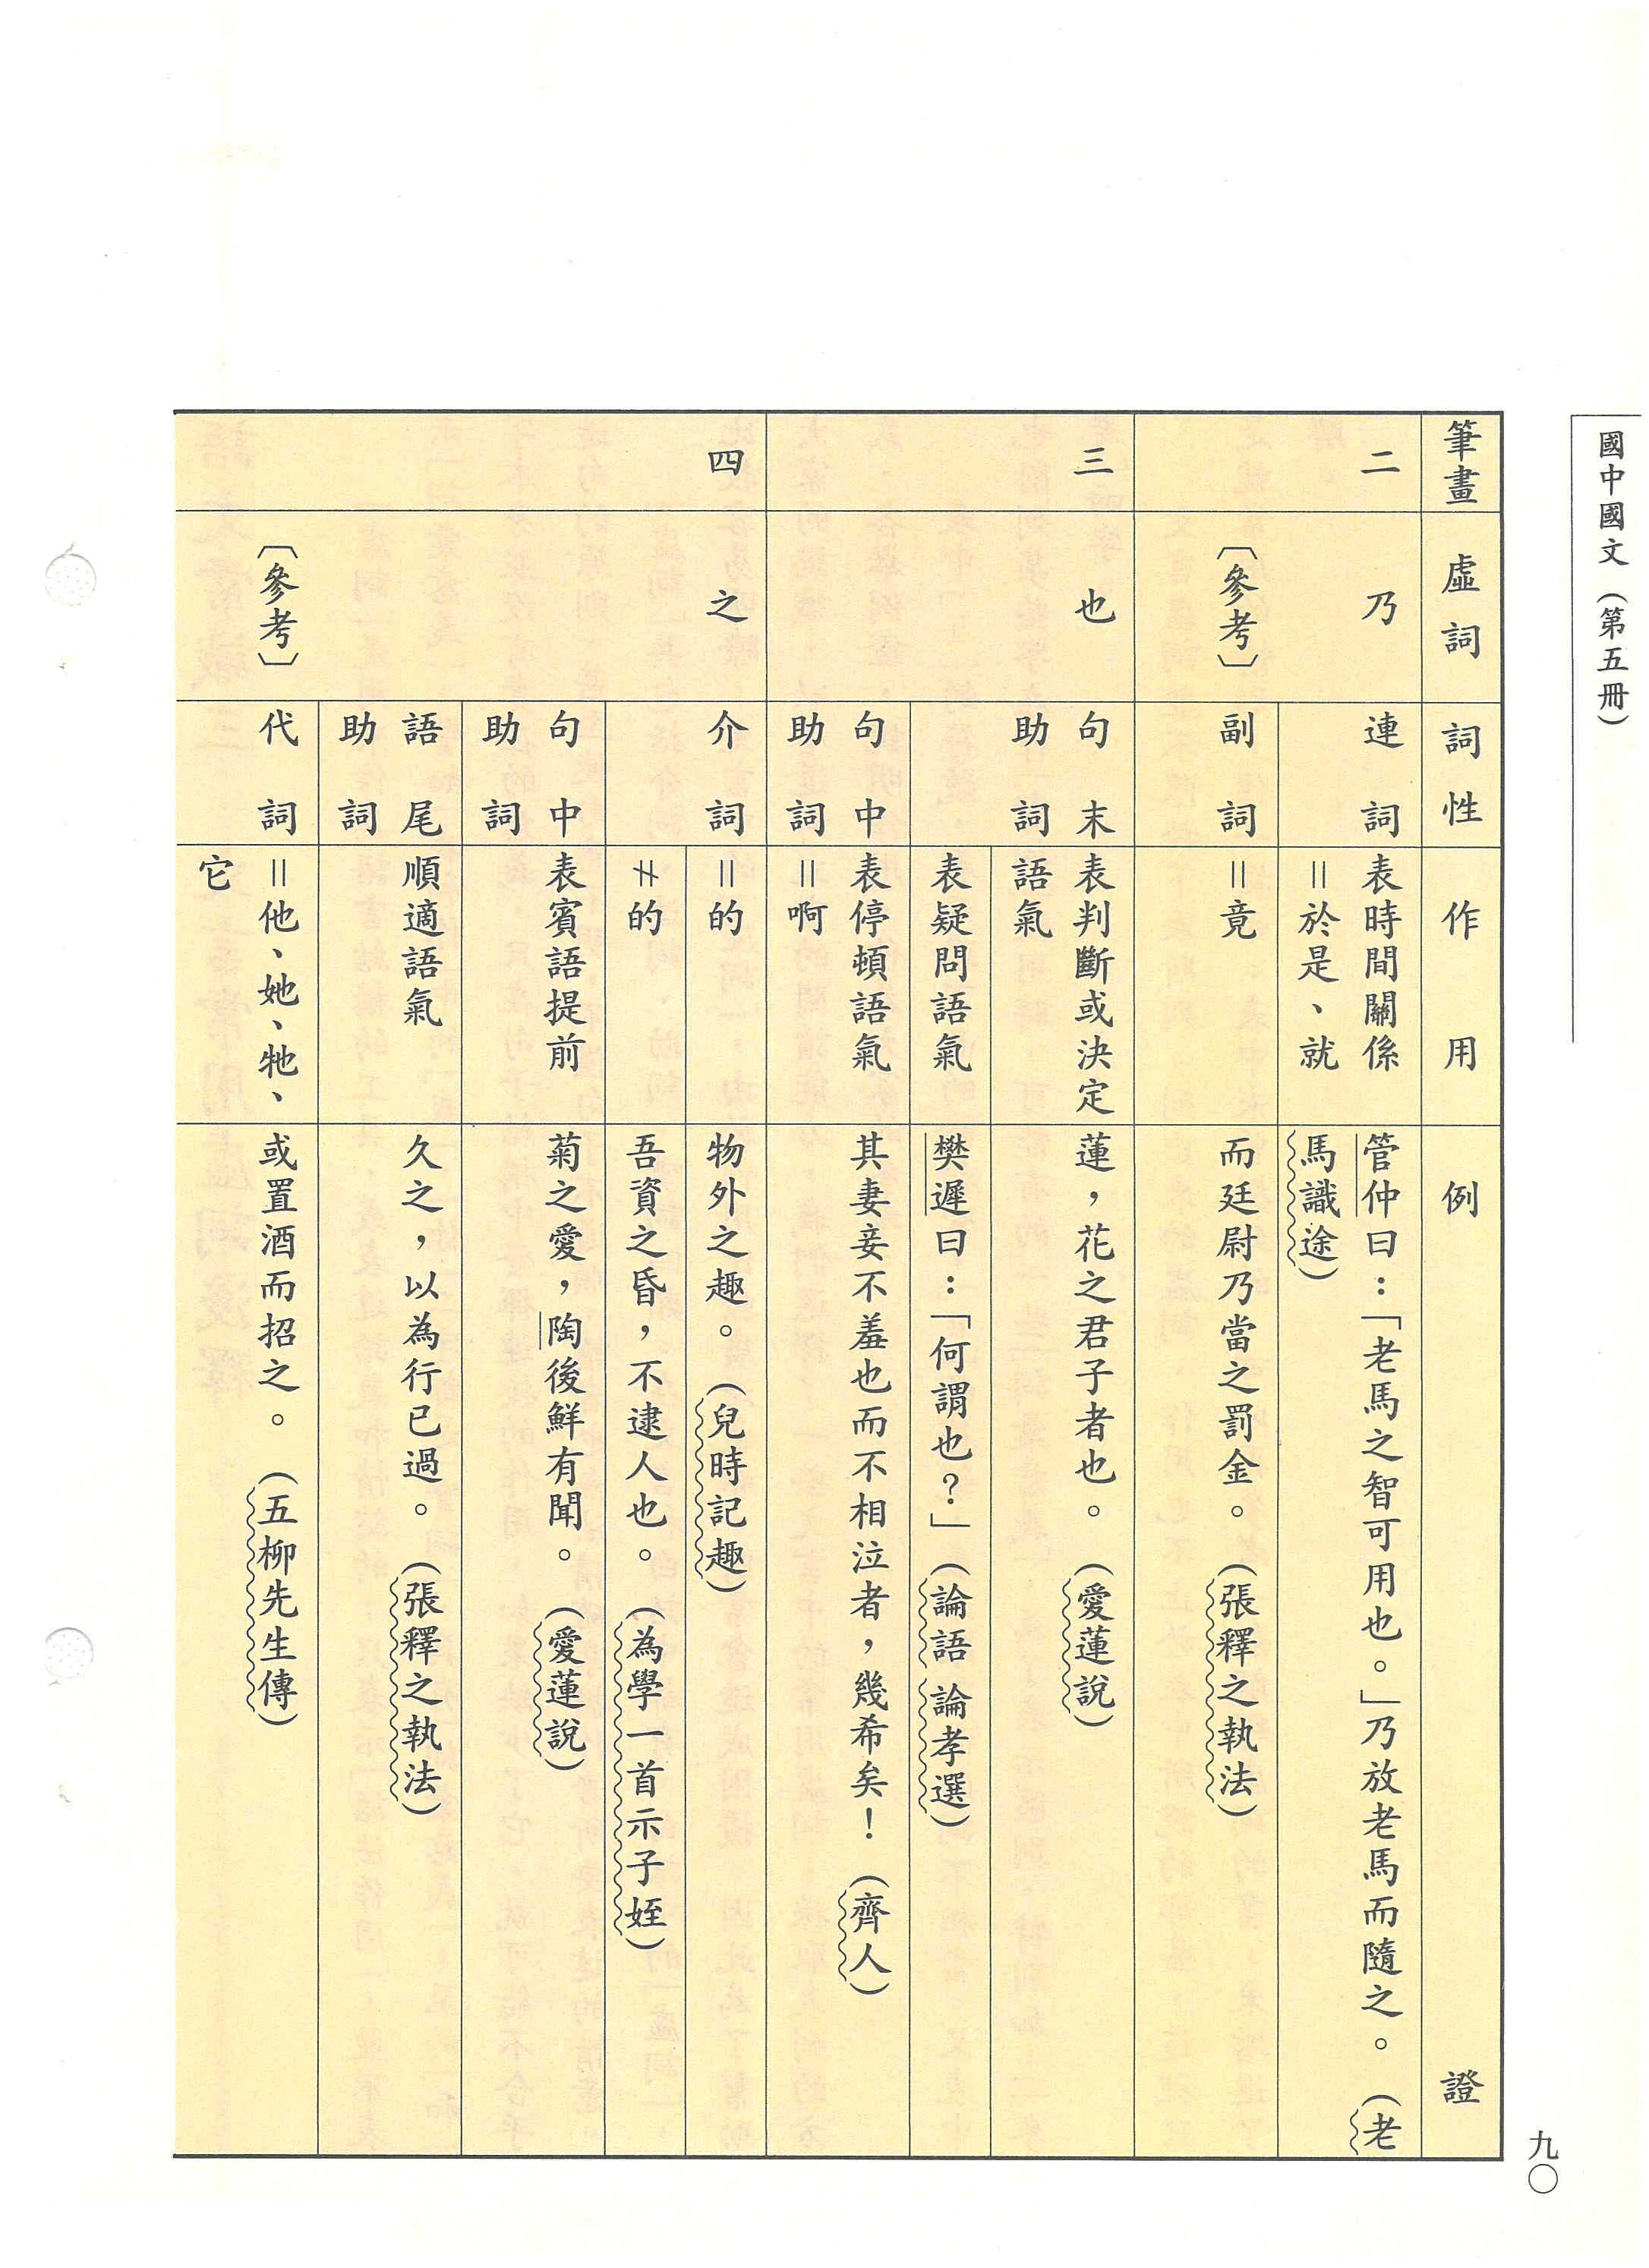 國中國文（第五冊）
九〇
筆畫　虛詞　詞性　作用　例證
二　乃　連詞　表時間關係
＝於是、就
管仲曰：「老馬之智可用也。」乃放老馬而隨之。（老
馬識途）
〔參考〕　副詞　＝竟　而廷尉乃當之罰金。（張釋之執法）
三　也　句末
助詞
表判斷或決定
語氣
蓮，花之君子者也。（愛蓮說）
表疑問語氣　樊遲曰：「何謂也？」（論語 論孝選）
句中
助詞
表停頓語氣
＝啊
其妻妾不羞也而不相泣者，幾希矣！（齊人）
四　之　介詞　＝的　物外之趣。（兒時記趣）
≠的　吾資之昏，不逮人也。（為學一首示子姪）
句中
助詞
表賓語提前　菊之愛，陶後鮮有聞。（愛蓮說）
語尾
助詞
順適語氣　久之，以為行已過。（張釋之執法）
〔參考〕　代詞　＝他、她、牠、
它
或置酒而招之。（五柳先生傳）